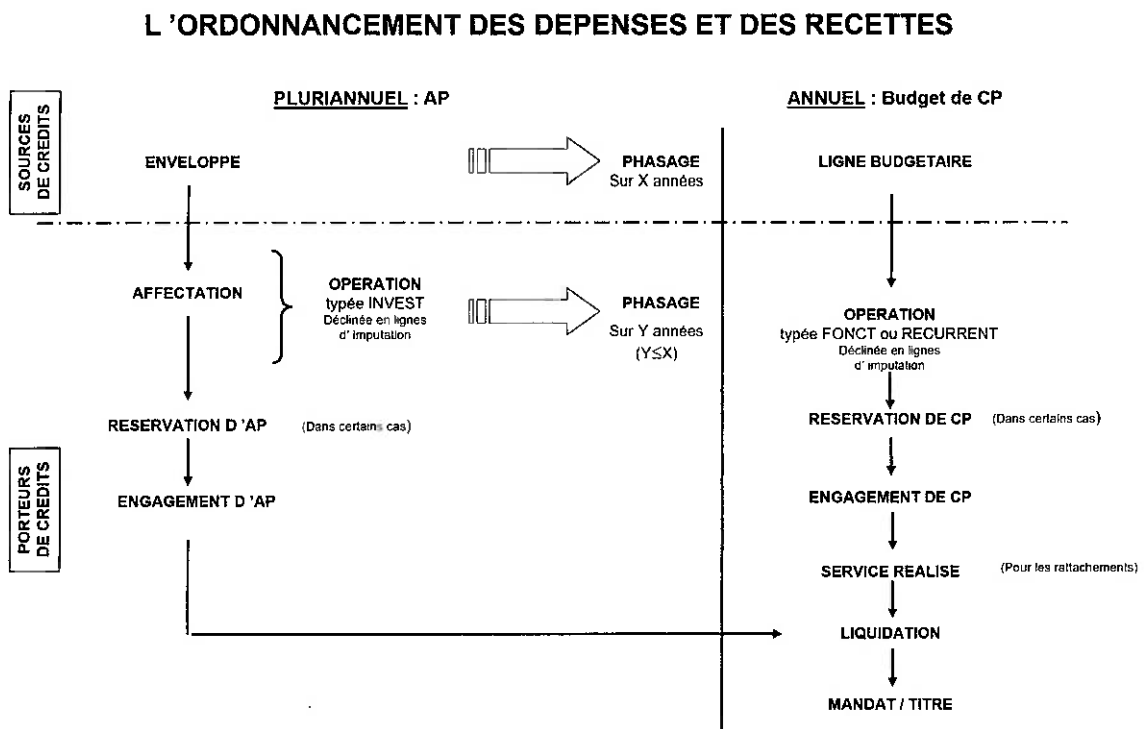 L 'ORDONNANCEMENT DES DEPENSES ET DES RECETTES
PLURIANNUEL : AP
ANNUEL : Budget de CP
SOURCES
DE CREDITS
ENVELOPPE
PHASAGE
Sur X années
LIGNE BUDGETAIRE
AFFECTATION
OPERATION
typée INVEST
Déclinée en lignes
d' imputation
PHASAGE
Sur Y années
(Y≤X)
OPERATION
typée FONCT ou RECURRENT
Déclinée en lignes
d' imputation
RESERVATION D 'AP
(Dans certains cas)
RESERVATION DE CP
(Dans certains cas)
PORTEURS
DE CREDITS
ENGAGEMENT D 'AP
ENGAGEMENT DE CP
SERVICE REALISE
(Pour les rattachements)
LIQUIDATION
MANDAT / TITRE